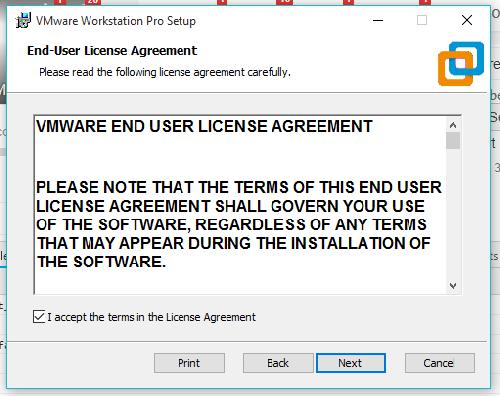 VMware Workstation Pro Setup
End-User License Agreement
Please read the following license agreement carefully.
VMWARE END USER LICENSE AGREEMENT
PLEASE NOTE THAT THE TERMS OF THIS END USER
LICENSE AGREEMENT SHALL GOVERN YOUR USE
OF THE SOFTWARE, REGARDLESS OF ANY TERMS
THAT MAY APPEAR DURING THE INSTALLATION OF
THE SOFTWARE.
I accept the terms in the License Agreement
Print Back Next Cancel